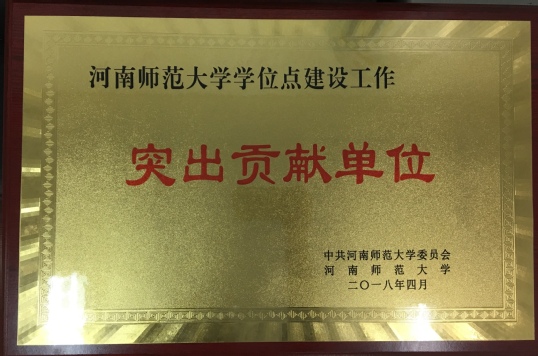 河南师范大学学位点建设工作
突出贡献单位
中共河南师范大学委员会
河南师范大学
二〇一八年四月